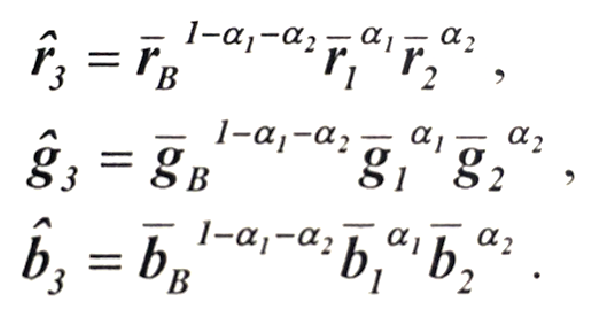 r̂₃ = r̄_B^{1−α₁−α₂} r̄₁^{α₁} r̄₂^{α₂} ,
ĝ₃ = ḡ_B^{1−α₁−α₂} ḡ₁^{α₁} ḡ₂^{α₂} ,
b̂₃ = b̄_B^{1−α₁−α₂} b̄₁^{α₁} b̄₂^{α₂} .